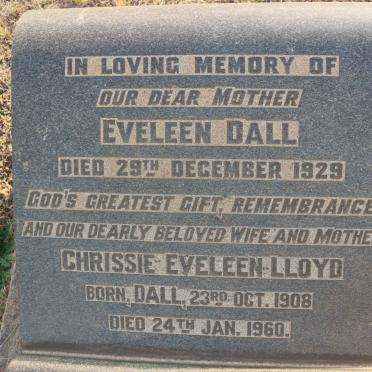 IN LOVING MEMORY OF
OUR DEAR MOTHER
EVELEEN DALL
DIED 29TH DECEMBER 1929
GOD'S GREATEST GIFT, REMEMBRANCE
AND OUR DEARLY BELOVED WIFE AND MOTHE
CHRISSIE EVELEEN LLOYD
BORN, DALL, 23RD OCT. 1908
DIED 24TH JAN. 1960.